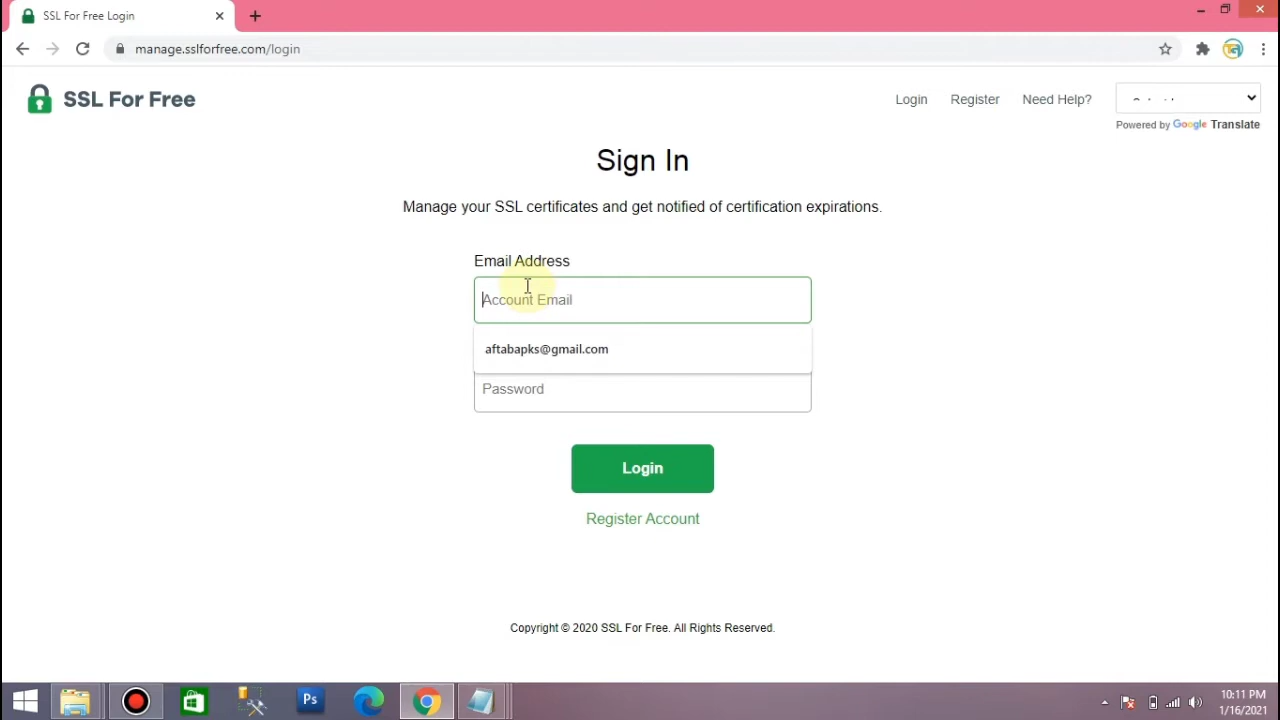 SSL For Free Login
manage.sslforfree.com/login
SSL For Free
Login
Register
Need Help?
Powered by Google Translate
Sign In
Manage your SSL certificates and get notified of certification expirations.
Email Address
Account Email
aftabapks@gmail.com
Password
Login
Register Account
Copyright © 2020 SSL For Free. All Rights Reserved.
Ps
10:11 PM
1/16/2021